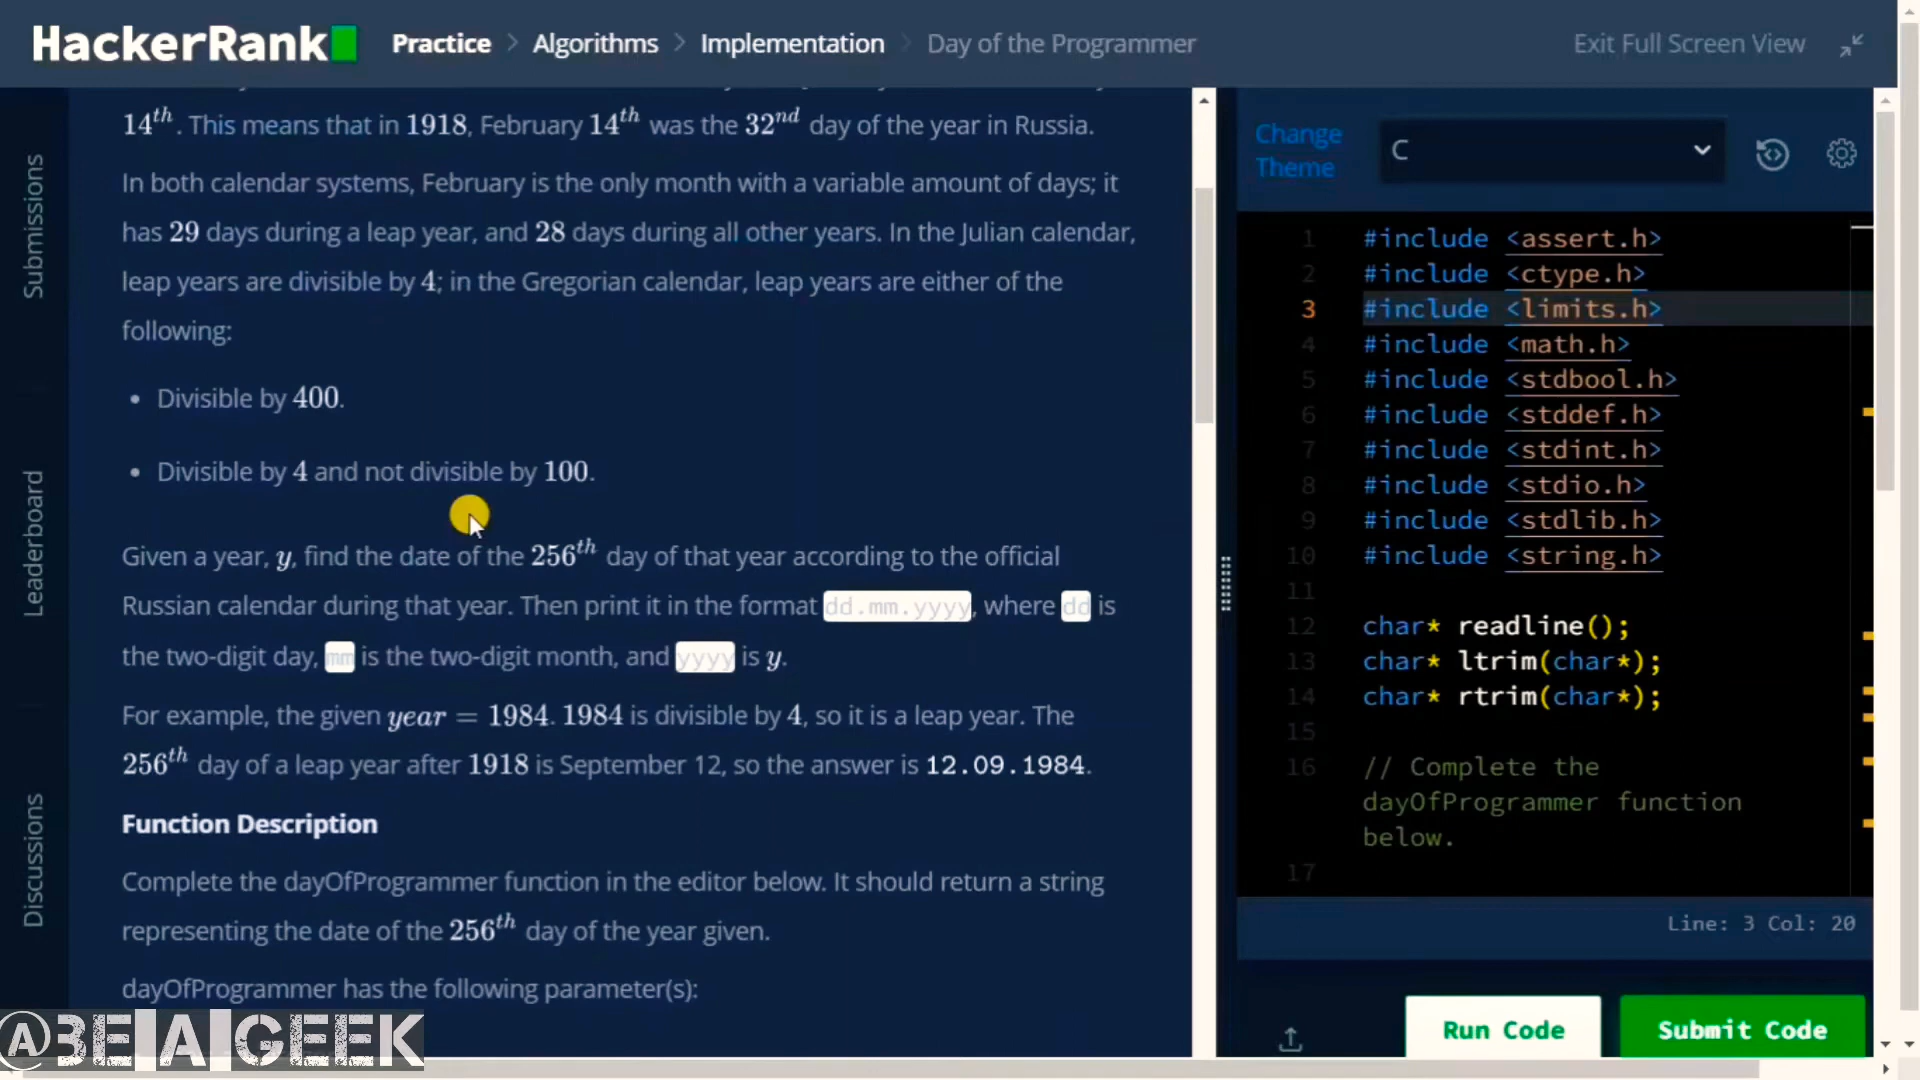 HackerRank
Practice > Algorithms > Implementation > Day of the Programmer
Exit Full Screen View
Submissions
Leaderboard
Discussions
14th. This means that in 1918, February 14th was the 32nd day of the year in Russia.
In both calendar systems, February is the only month with a variable amount of days; it
has 29 days during a leap year, and 28 days during all other years. In the Julian calendar,
leap years are divisible by 4; in the Gregorian calendar, leap years are either of the
following:
• Divisible by 400.
• Divisible by 4 and not divisible by 100.
Given a year, y, find the date of the 256th day of that year according to the official
Russian calendar during that year. Then print it in the format dd.mm.yyyy, where dd is
the two-digit day, mm is the two-digit month, and yyyy is y.
For example, the given year = 1984. 1984 is divisible by 4, so it is a leap year. The
256th day of a leap year after 1918 is September 12, so the answer is 12.09.1984.
Function Description
Complete the dayOfProgrammer function in the editor below. It should return a string
representing the date of the 256th day of the year given.
dayOfProgrammer has the following parameter(s):
@BE A GEEK
Change
Theme
C
1 #include <assert.h>
2 #include <ctype.h>
3 #include <limits.h>
4 #include <math.h>
5 #include <stdbool.h>
6 #include <stddef.h>
7 #include <stdint.h>
8 #include <stdio.h>
9 #include <stdlib.h>
10 #include <string.h>
11
12 char* readline();
13 char* ltrim(char*);
14 char* rtrim(char*);
15
16 // Complete the
dayOfProgrammer function
below.
17
Line: 3 Col: 20
Run Code
Submit Code